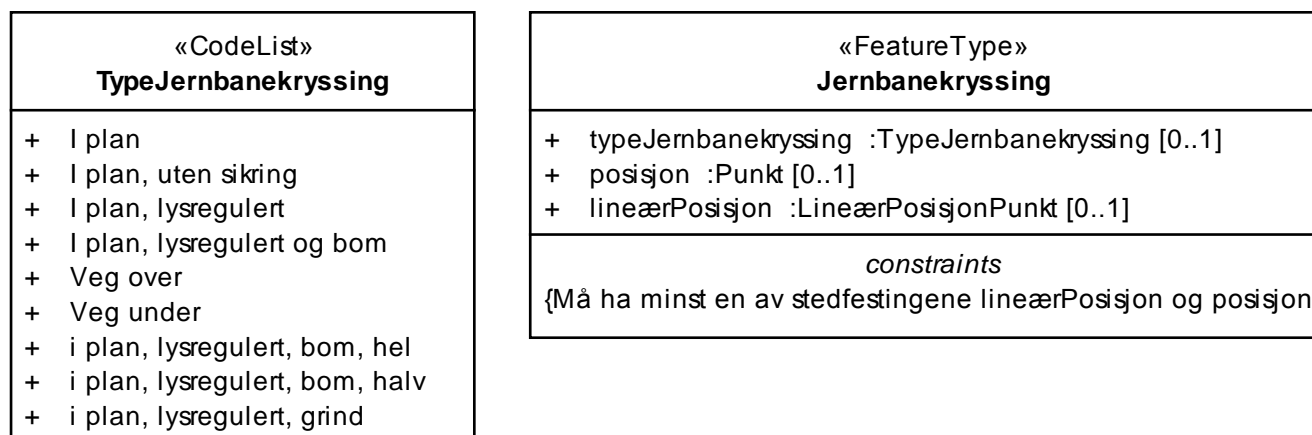 «CodeList»
TypeJernbanekryssing
+ I plan
+ I plan, uten sikring
+ I plan, lysregulert
+ I plan, lysregulert og bom
+ Veg over
+ Veg under
+ i plan, lysregulert, bom, hel
+ i plan, lysregulert, bom, halv
+ i plan, lysregulert, grind
«FeatureType»
Jernbanekryssing
+ typeJernbanekryssing :TypeJernbanekryssing [0..1]
+ posisjon :Punkt [0..1]
+ lineærPosisjon :LineærPosisjonPunkt [0..1]
constraints
{Må ha minst en av stedfestingene lineærPosisjon og posisjon